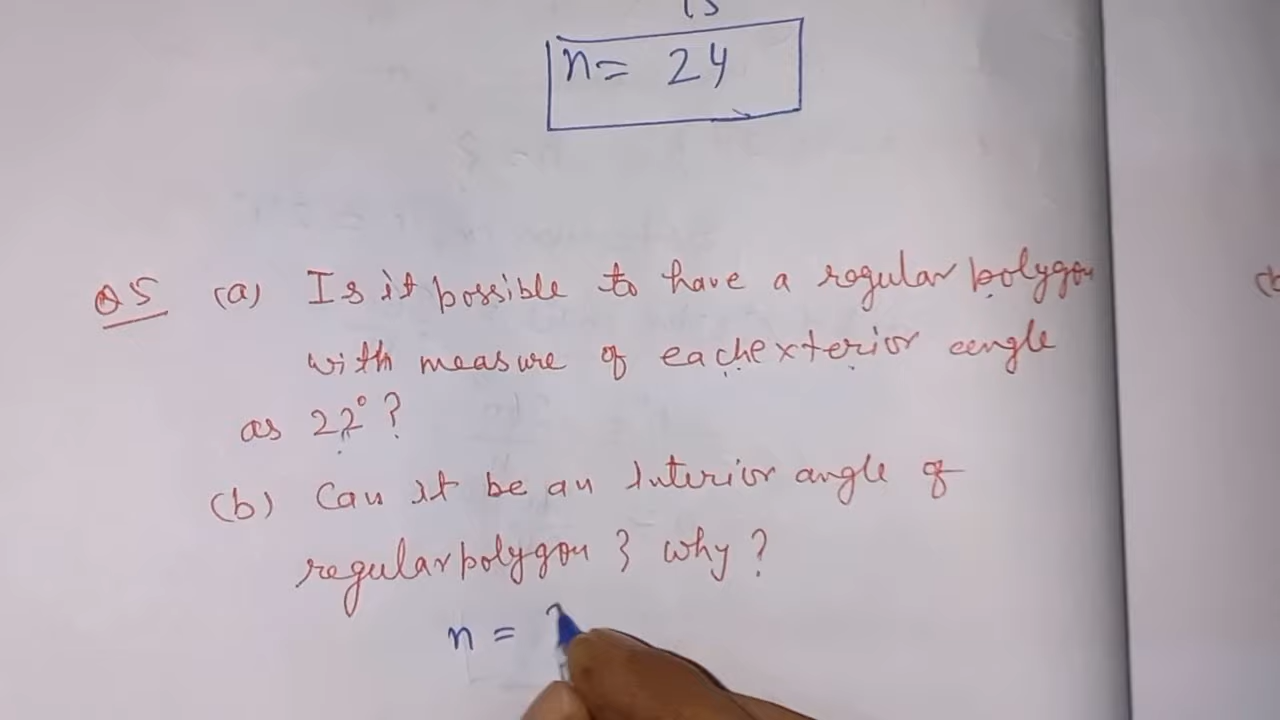 15
n = 24
Q5 (a) Is it possible to have a regular polygon
with measure of each exterior angle
as 22° ?
(b) Can it be an interior angle of
regular polygon ? why ?
n =